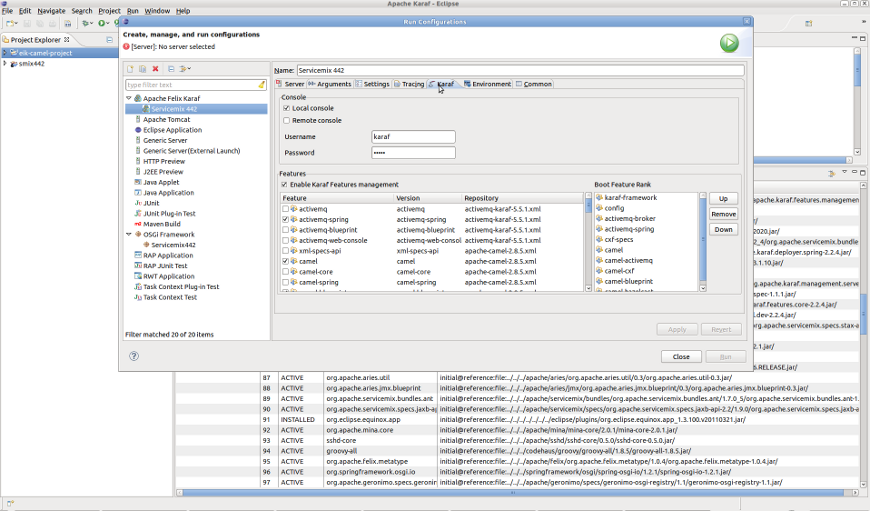 Apache Karaf - Eclipse
File Edit Navigate Search Project Run Window Help
Project Explorer
eik-camel-project
smix442
Run Configurations
Create, manage, and run configurations
[Server]: No server selected
type filter text
Apache Felix Karaf
Servicemix 442
Apache Tomcat
Eclipse Application
Generic Server
Generic Server(External Launch)
HTTP Preview
J2EE Preview
Java Applet
Java Application
JUnit
JUnit Plug-in Test
Maven Build
OSGi Framework
Servicemix442
RAP Application
RAP JUnit Test
RWT Application
Task Context Plug-in Test
Task Context Test
Filter matched 20 of 20 items
Name: Servicemix 442
Server Arguments Settings Tracing Karaf Environment Common
Console
Local console
Remote console
Username karaf
Password •••••
Features
Enable Karaf Features management
Feature Version Repository
activemq activemq activemq-karaf-5.5.1.xml
activemq-spring activemq-spring activemq-karaf-5.5.1.xml
activemq-blueprint activemq-blueprint activemq-karaf-5.5.1.xml
activemq-web-console activemq-web-consol activemq-karaf-5.5.1.xml
xml-specs-api xml-specs-api apache-camel-2.8.5.xml
camel camel apache-camel-2.8.5.xml
camel-core camel-core apache-camel-2.8.5.xml
camel-spring camel-spring apache-camel-2.8.5.xml
Boot Feature Rank
karaf-framework
config
activemq-broker
activemq-spring
cxf-specs
camel
camel-activemq
camel-cxf
camel-blueprint
Up
Remove
Down
Apply Revert
Close Run
apache.karaf.features.management
2020.jar/
2_4/org.apache.servicemix.bundle
.karaf.deployer.spring-2.2.4.jar/
3.1.10.jar/
g.apache.karaf.management.serve
spec-1.1.jar/
raf.features.core-2.2.4.jar/
l.dev-2.2.4.jar/
org.apache.servicemix.specs.stax-a
2.1.jar/
.RELEASE.jar/
87 ACTIVE org.apache.aries.util initial@reference:file:../../../apache/aries/org.apache.aries.util/0.3/org.apache.aries.util-0.3.jar/
88 ACTIVE org.apache.aries.jmx.blueprint initial@reference:file:../../../apache/aries/jmx/org.apache.aries.jmx.blueprint/0.3/org.apache.aries.jmx.blueprint-0.3.jar/
89 ACTIVE org.apache.servicemix.bundles.ant initial@reference:file:../../../apache/servicemix/bundles/org.apache.servicemix.bundles.ant/1.7.0_5/org.apache.servicemix.bundles.ant-1.
90 ACTIVE org.apache.servicemix.specs.jaxb-ap initial@reference:file:../../../apache/servicemix/specs/org.apache.servicemix.specs.jaxb-api-2.2/1.9.0/org.apache.servicemix.specs.jaxb-a
91 INSTALLED org.eclipse.equinox.app initial@reference:file:../../../../eclipse/plugins/org.eclipse.equinox.app_1.3.100.v20110321.jar/
92 ACTIVE org.apache.mina.core initial@reference:file:../../../apache/mina/mina-core/2.0.1/mina-core-2.0.1.jar/
93 ACTIVE sshd-core initial@reference:file:../../../apache/sshd/sshd-core/0.5.0/sshd-core-0.5.0.jar/
94 ACTIVE groovy-all initial@reference:file:../../../codehaus/groovy/groovy-all/1.8.5/groovy-all-1.8.5.jar/
95 ACTIVE org.apache.felix.metatype initial@reference:file:../../../apache/felix/org.apache.felix.metatype/1.0.4/org.apache.felix.metatype-1.0.4.jar/
96 ACTIVE org.springframework.osgi.io initial@reference:file:../../../springframework/osgi/spring-osgi-io/1.2.1/spring-osgi-io-1.2.1.jar/
97 ACTIVE org.apache.geronimo.specs.geronir initial@reference:file:../../../apache/geronimo/specs/geronimo-osgi-registry/1.1/geronimo-osgi-registry-1.1.jar/